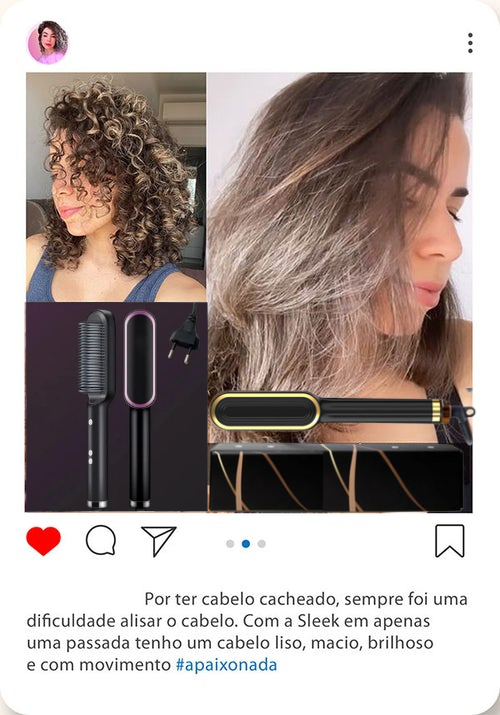 Por ter cabelo cacheado, sempre foi uma
dificuldade alisar o cabelo. Com a Sleek em apenas
uma passada tenho um cabelo liso, macio, brilhoso
e com movimento #apaixonada